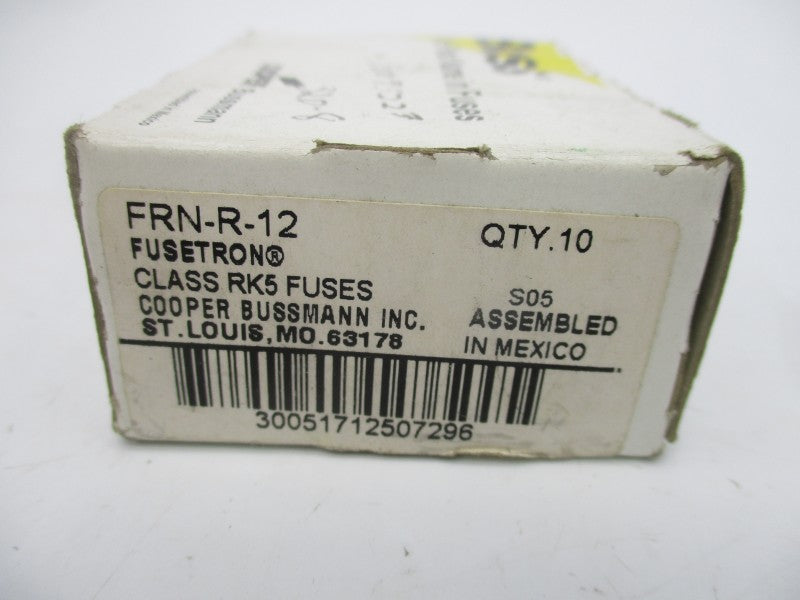 FRN-R-12
QTY.10
FUSETRON®
CLASS RK5 FUSES
COOPER BUSSMANN INC.
ST.LOUIS,MO.63178
S05
ASSEMBLED
IN MEXICO
30051712507296
Bussmann